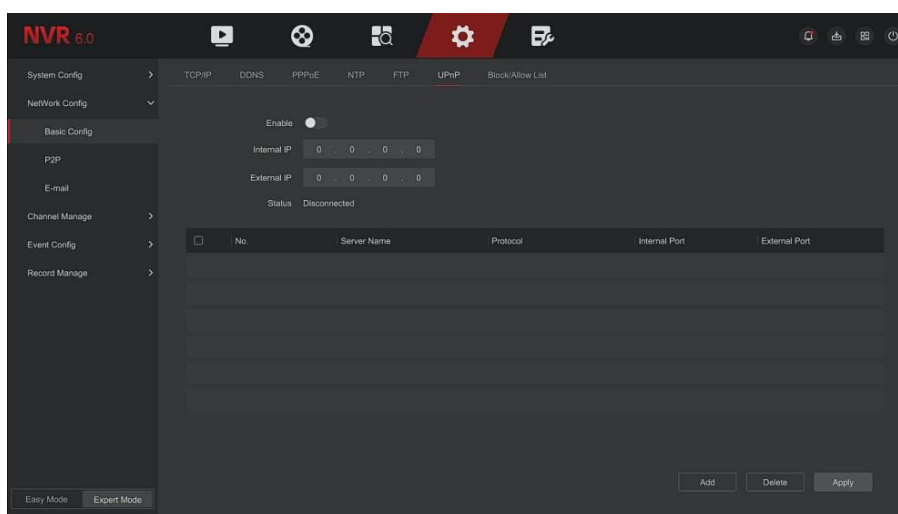 NVR 6.0
System Config
NetWork Config
Basic Config
P2P
E-mail
Channel Manage
Event Config
Record Manage
Easy Mode Expert Mode
TCP/IP DDNS PPPoE NTP FTP UPnP Block/Allow List
Enable
Internal IP 0 . 0 . 0 . 0
External IP 0 . 0 . 0 . 0
Status Disconnected
No. Server Name Protocol Internal Port External Port
Add Delete Apply